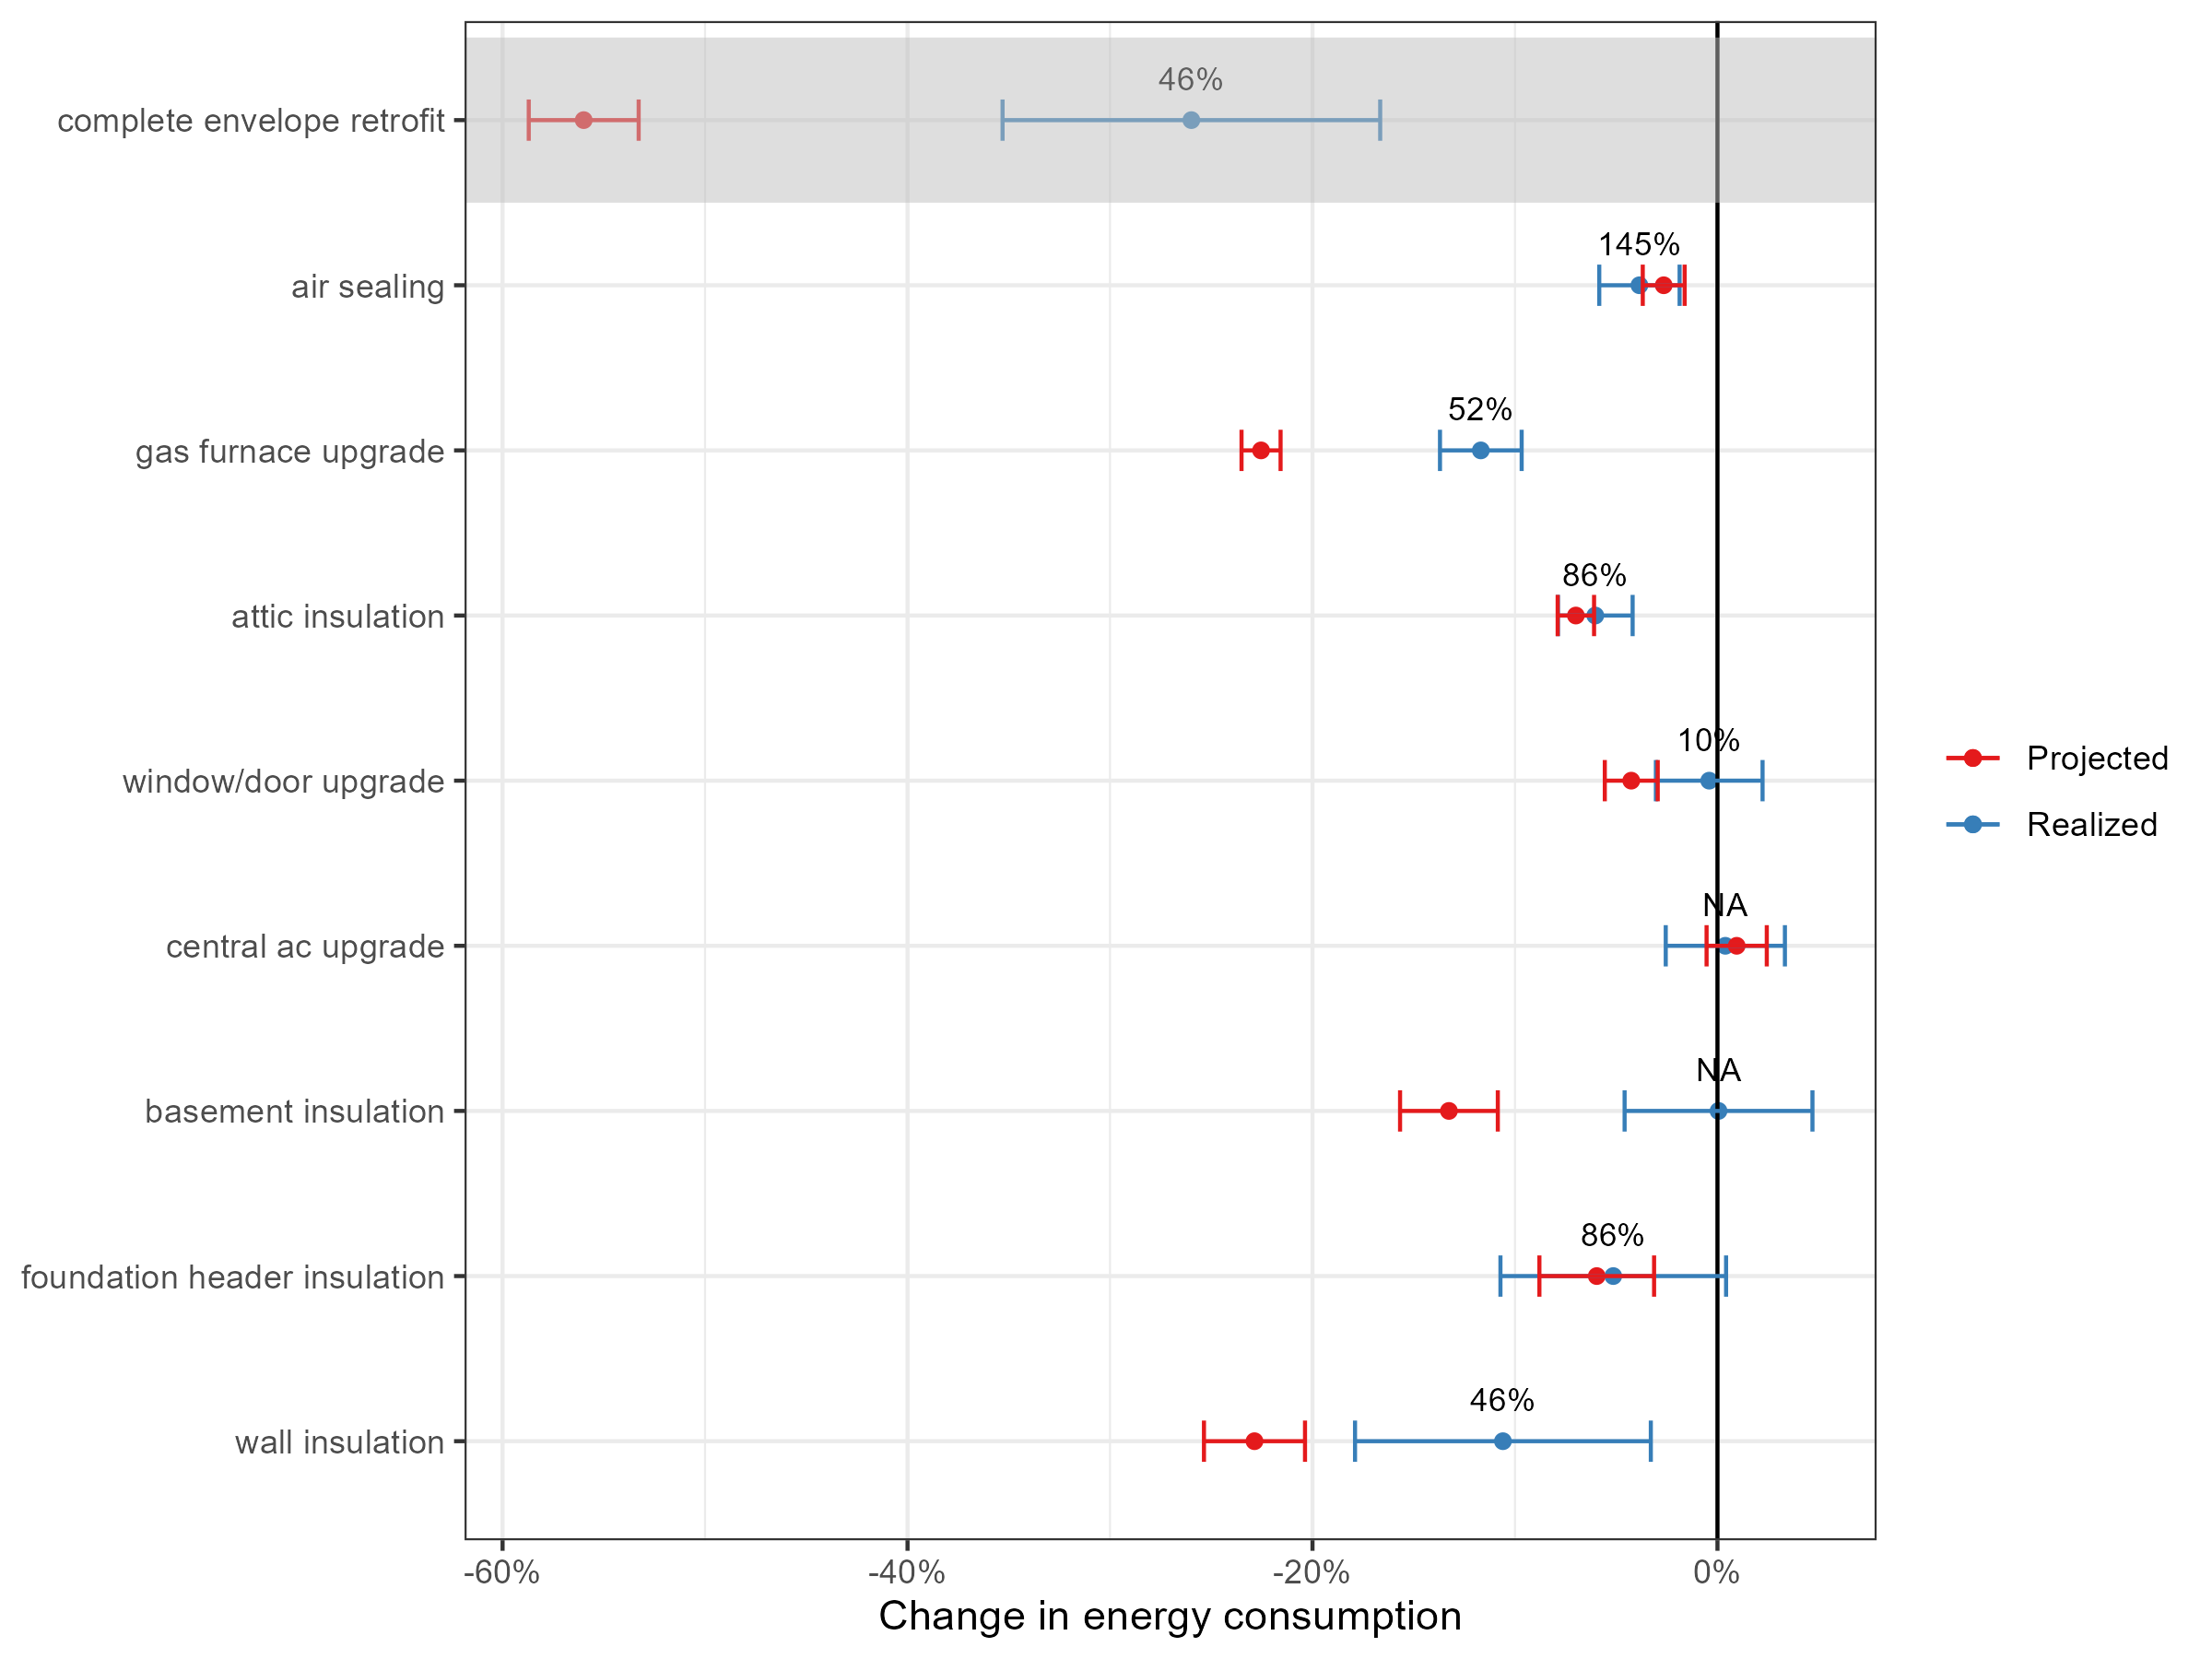 complete envelope retrofit
46%
air sealing
145%
gas furnace upgrade
52%
attic insulation
86%
window/door upgrade
10%
central ac upgrade
NA
basement insulation
NA
foundation header insulation
86%
wall insulation
46%
-60% -40% -20% 0%
Change in energy consumption
Projected
Realized